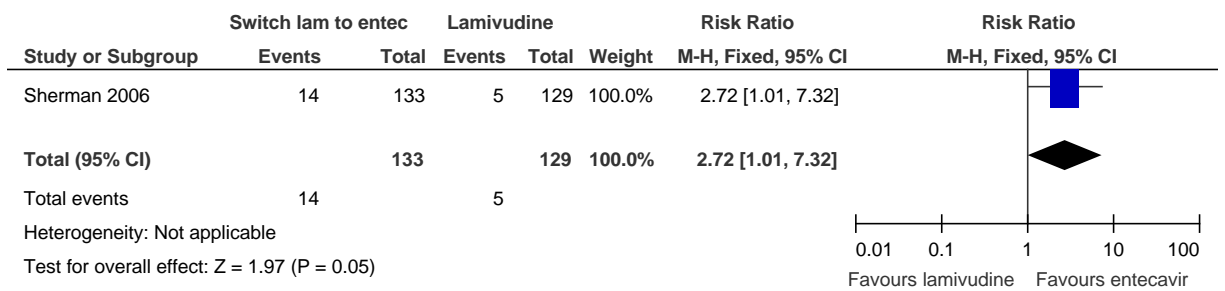 Switch lam to entec Lamivudine Risk Ratio Risk Ratio
Study or Subgroup Events Total Events Total Weight M-H, Fixed, 95% CI M-H, Fixed, 95% CI
Sherman 2006 14 133 5 129 100.0% 2.72 [1.01, 7.32]
Total (95% CI) 133 129 100.0% 2.72 [1.01, 7.32]
Total events 14 5
Heterogeneity: Not applicable
Test for overall effect: Z = 1.97 (P = 0.05)
0.01 0.1 1 10 100
Favours lamivudine Favours entecavir